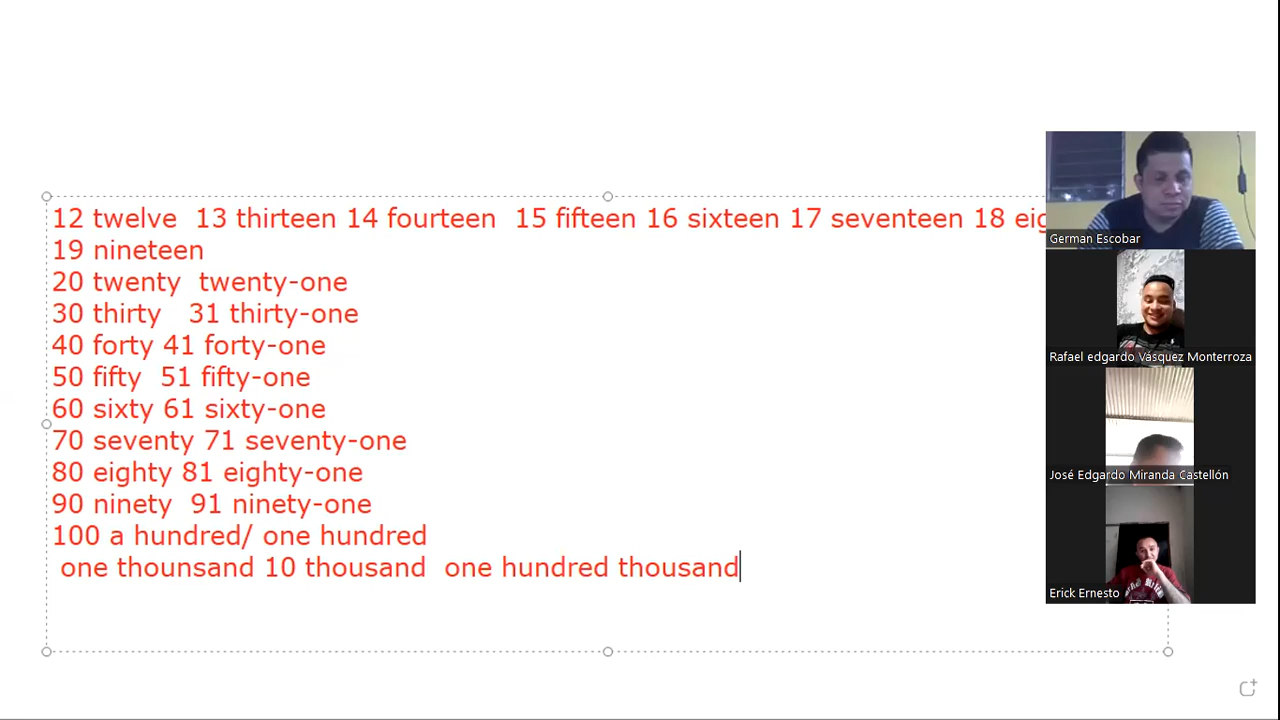 12 twelve  13 thirteen 14 fourteen  15 fifteen 16 sixteen 17 seventeen 18
19 nineteen
20 twenty  twenty-one
30 thirty   31 thirty-one
40 forty 41 forty-one
50 fifty  51 fifty-one
60 sixty 61 sixty-one
70 seventy 71 seventy-one
80 eighty 81 eighty-one
90 ninety  91 ninety-one
100 a hundred/ one hundred
one thounsand 10 thousand  one hundred thousand
German Escobar
Rafael edgardo Vásquez Monterroza
José Edgardo Miranda Castellón
Erick Ernesto